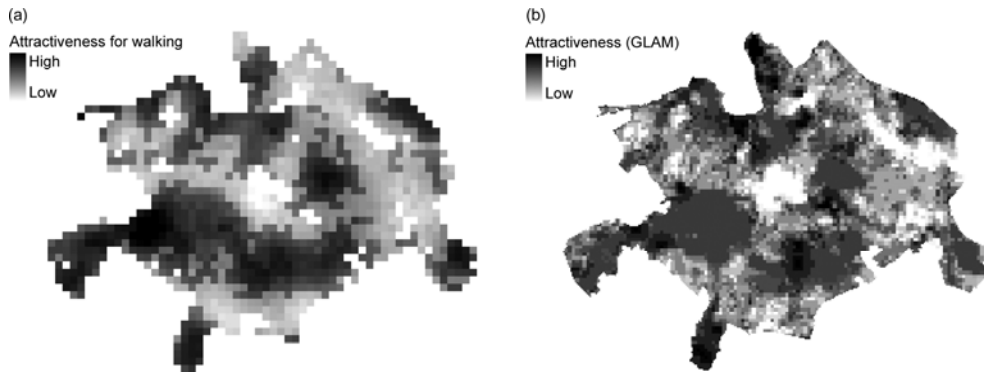 (a)
Attractiveness for walking
High
Low
(b)
Attractiveness (GLAM)
High
Low